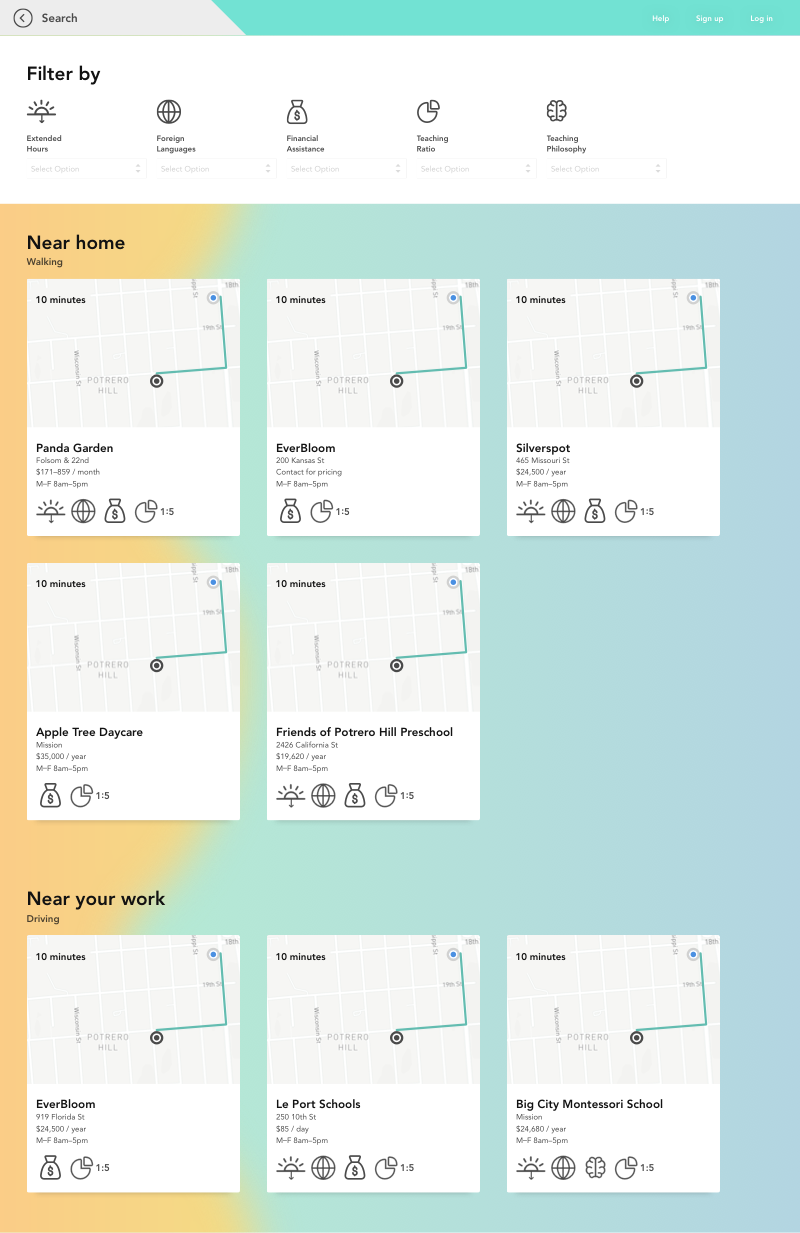 Search
Help
Sign up
Log in
Filter by
Extended
Hours
Foreign
Languages
Financial
Assistance
Teaching
Ratio
Teaching
Philosophy
Select Option
Select Option
Select Option
Select Option
Select Option
Near home
Walking
10 minutes
18th
19th St
Wisconsin St
POTRERO
HILL
Panda Garden
Folsom & 22nd
$171–859 / month
M–F 8am–5pm
1:5
10 minutes
18th
19th St
Wisconsin St
POTRERO
HILL
EverBloom
200 Kansas St
Contact for pricing
M–F 8am–5pm
1:5
10 minutes
18th
19th St
Wisconsin St
POTRERO
HILL
Silverspot
465 Missouri St
$24,500 / year
M–F 8am–5pm
1:5
10 minutes
18th
19th St
Wisconsin St
POTRERO
HILL
Apple Tree Daycare
Mission
$35,000 / year
M–F 8am–5pm
1:5
10 minutes
18th
19th St
Wisconsin St
POTRERO
HILL
Friends of Potrero Hill Preschool
2426 California St
$19,620 / year
M–F 8am–5pm
1:5
Near your work
Driving
10 minutes
18th
19th St
Wisconsin St
POTRERO
HILL
EverBloom
919 Florida St
$24,500 / year
M–F 8am–5pm
1:5
10 minutes
18th
19th St
Wisconsin St
POTRERO
HILL
Le Port Schools
250 10th St
$85 / day
M–F 8am–5pm
1:5
10 minutes
18th
19th St
Wisconsin St
POTRERO
HILL
Big City Montessori School
Mission
$24,680 / year
M–F 8am–5pm
1:5